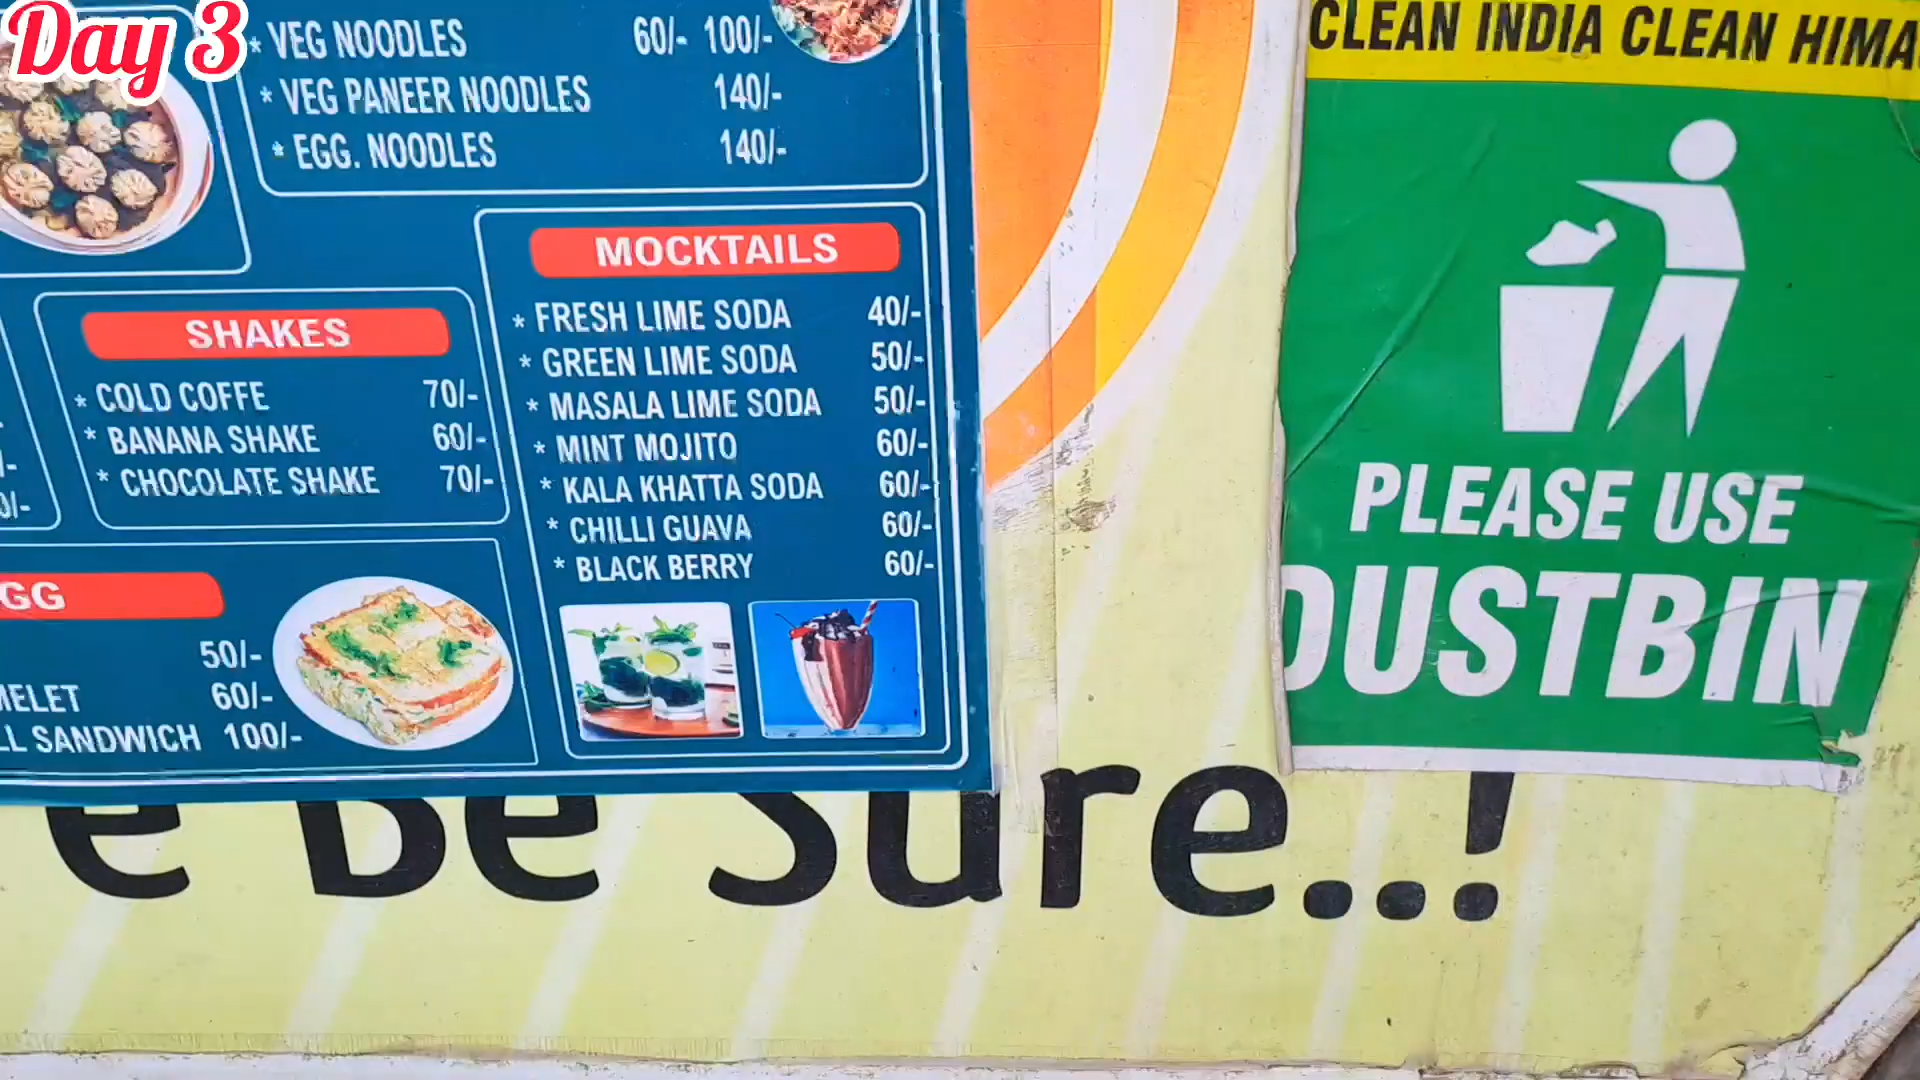 Day 3
* VEG NOODLES 60/- 100/-
* VEG PANEER NOODLES 140/-
* EGG. NOODLES 140/-
MOCKTAILS
* FRESH LIME SODA 40/-
* GREEN LIME SODA 50/-
* MASALA LIME SODA 50/-
* MINT MOJITO 60/-
* KALA KHATTA SODA 60/-
* CHILLI GUAVA 60/-
* BLACK BERRY 60/-
SHAKES
* COLD COFFE 70/-
* BANANA SHAKE 60/-
* CHOCOLATE SHAKE 70/-
GG
50/-
MELET 60/-
LL SANDWICH 100/-
CLEAN INDIA CLEAN HIMA
PLEASE USE
DUSTBIN
e Be Sure...!